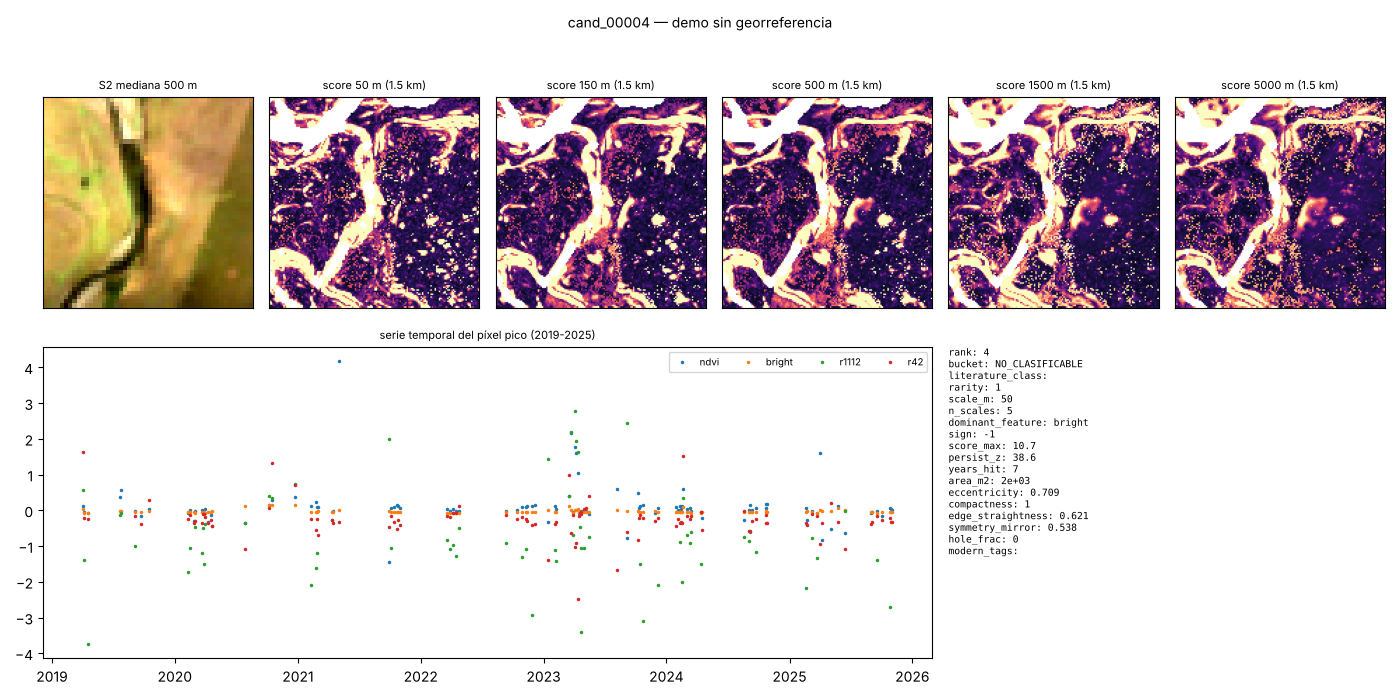 cand_00004 — demo sin georreferencia
S2 mediana 500 m
score 50 m (1.5 km)
score 150 m (1.5 km)
score 500 m (1.5 km)
score 1500 m (1.5 km)
score 5000 m (1.5 km)
serie temporal del píxel pico (2019-2025)
ndvi bright r1112 r42
4
3
2
1
0
−1
−2
−3
−4
2019 2020 2021 2022 2023 2024 2025 2026
rank: 4
bucket: NO_CLASIFICABLE
literature_class:
rarity: 1
scale_m: 50
n_scales: 5
dominant_feature: bright
sign: -1
score_max: 10.7
persist_z: 38.6
years_hit: 7
area_m2: 2e+03
eccentricity: 0.709
compactness: 1
edge_straightness: 0.621
symmetry_mirror: 0.538
hole_frac: 0
modern_tags: